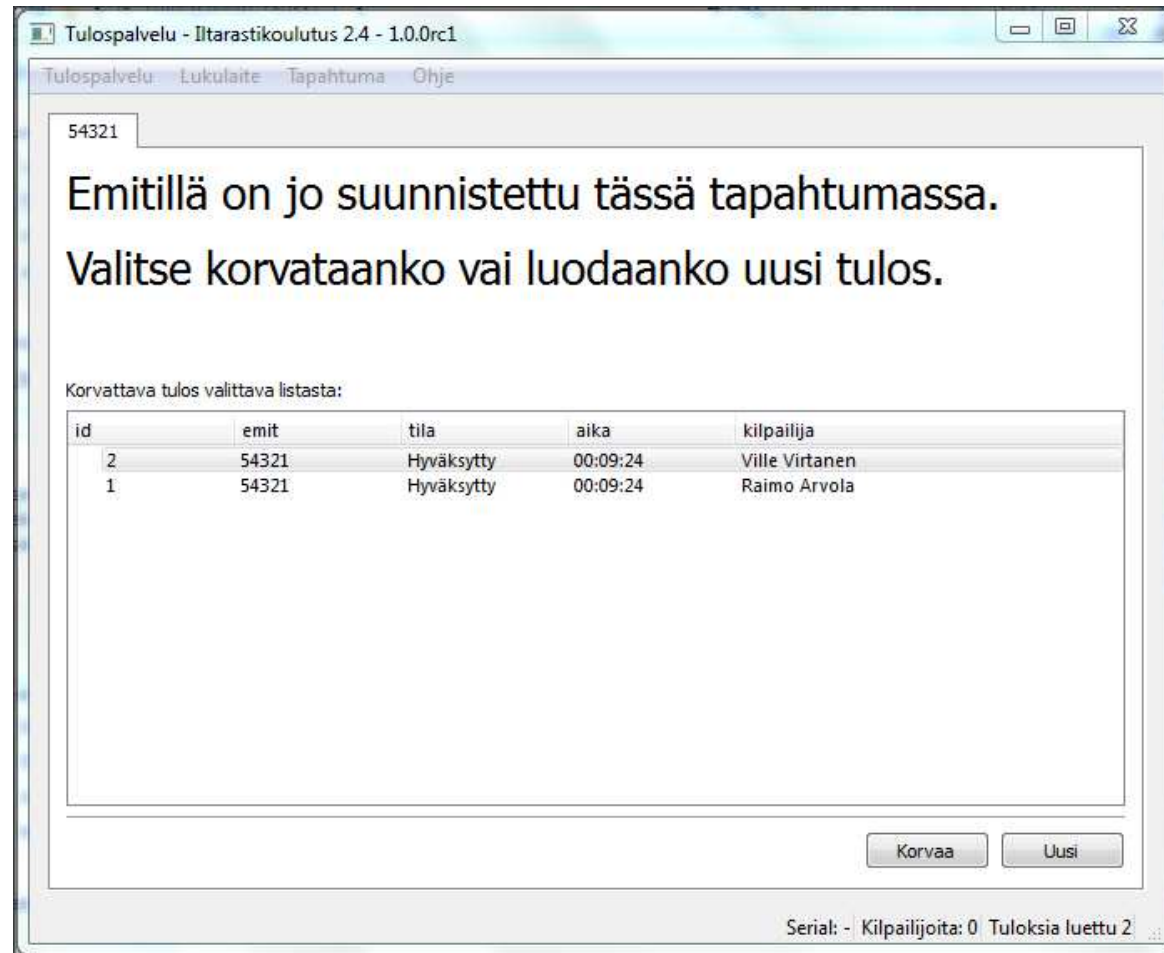 Tulospalvelu - Iltarastikoulutus 2.4 - 1.0.0rc1
Tulospalvelu Lukulaite Tapahtuma Ohje
54321
Emitillä on jo suunnistettu tässä tapahtumassa.
Valitse korvataanko vai luodaanko uusi tulos.
Korvattava tulos valittava listasta:
id emit tila aika kilpailija
2 54321 Hyväksytty 00:09:24 Ville Virtanen
1 54321 Hyväksytty 00:09:24 Raimo Arvola
Korvaa Uusi
Serial: - Kilpailijoita: 0 Tuloksia luettu 2